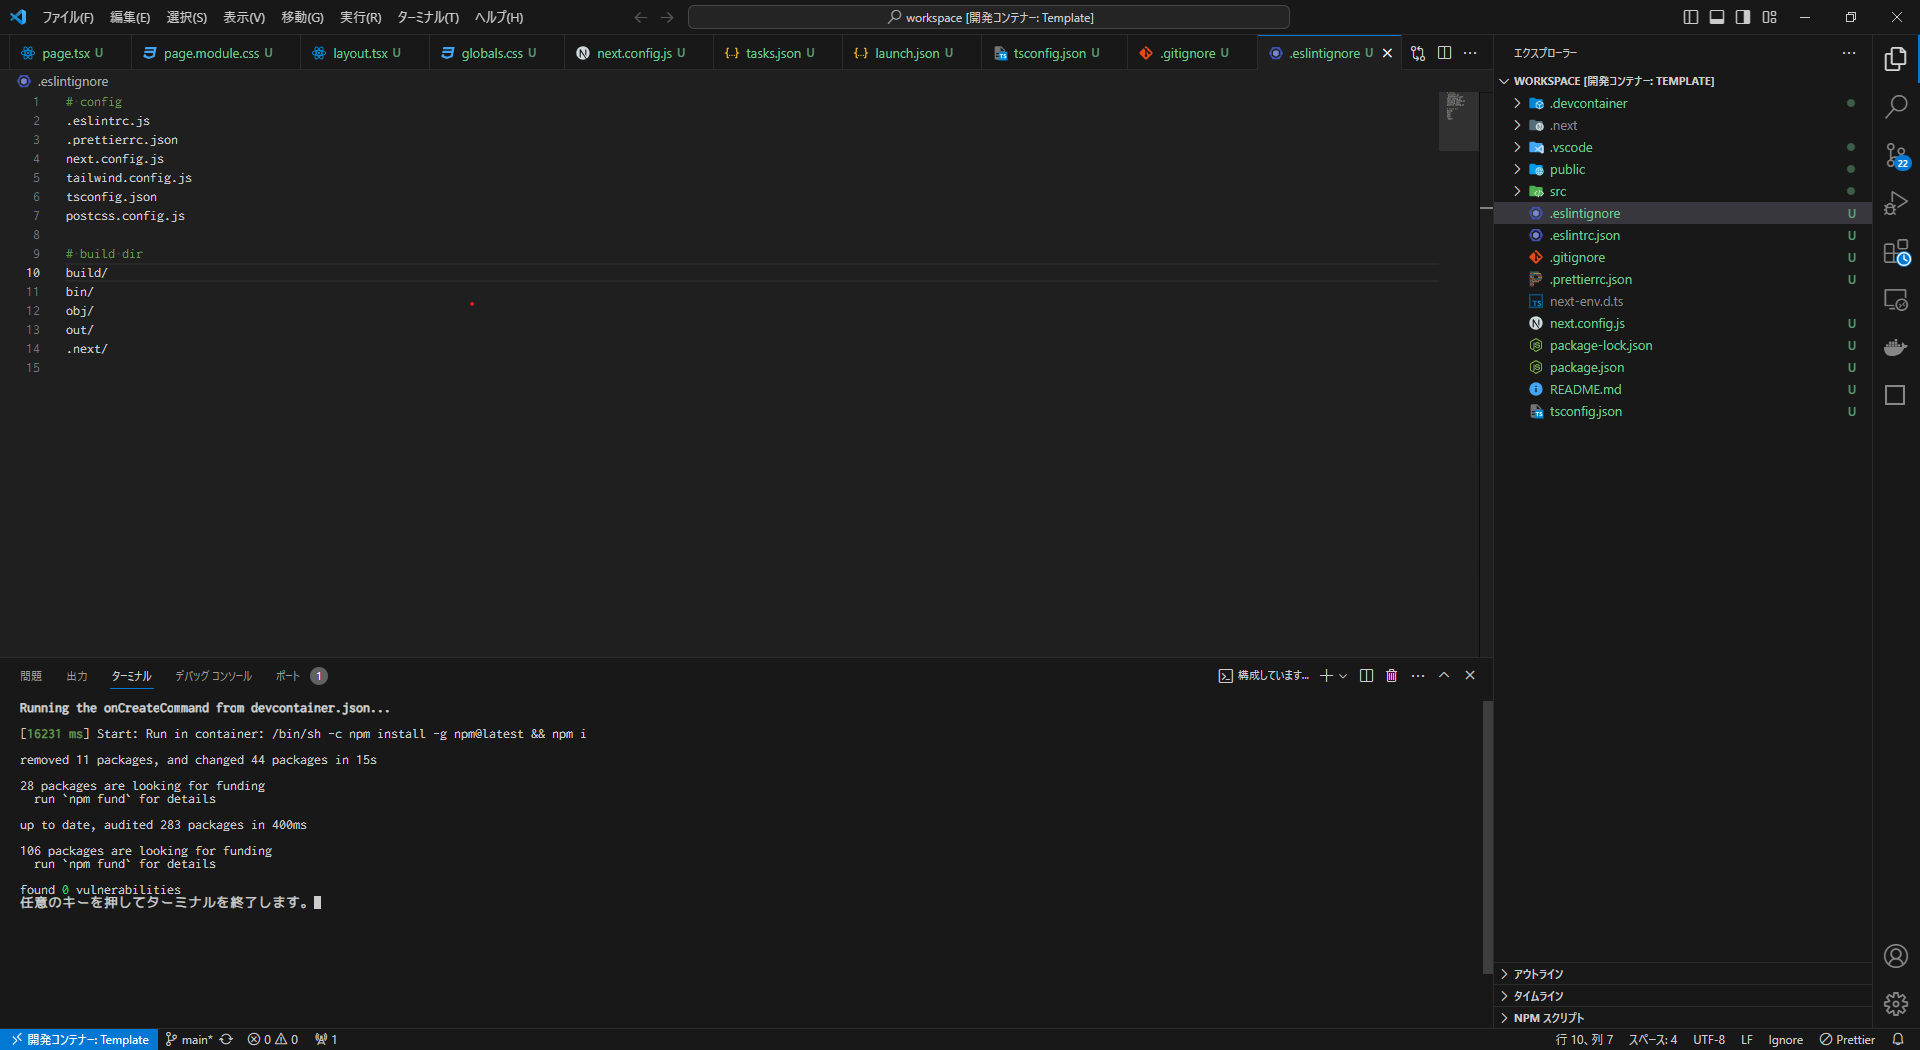 ファイル(F) 編集(E) 選択(S) 表示(V) 移動(G) 実行(R) ターミナル(T) ヘルプ(H) workspace [開発コンテナー: Template]
page.tsx U page.module.css U layout.tsx U globals.css U next.config.js U tasks.json U launch.json U tsconfig.json U .gitignore U .eslintignore U
.eslintignore
1 # config
2 .eslintrc.js
3 .prettierrc.json
4 next.config.js
5 tailwind.config.js
6 tsconfig.json
7 postcss.config.js
8
9 # build dir
10 build/
11 bin/
12 obj/
13 out/
14 .next/
15
問題 出力 ターミナル デバッグ コンソール ポート 1 構成しています...
Running the onCreateCommand from devcontainer.json...
[16231 ms] Start: Run in container: /bin/sh -c npm install -g npm@latest && npm i
removed 11 packages, and changed 44 packages in 15s
28 packages are looking for funding
run `npm fund` for details
up to date, audited 283 packages in 400ms
106 packages are looking for funding
run `npm fund` for details
found 0 vulnerabilities
任意のキーを押してターミナルを終了します。
エクスプローラー
WORKSPACE [開発コンテナー: TEMPLATE]
.devcontainer
.next
.vscode
public
src
.eslintignore U
.eslintrc.json U
.gitignore U
.prettierrc.json U
next-env.d.ts
next.config.js U
package-lock.json U
package.json U
README.md U
tsconfig.json U
アウトライン
タイムライン
NPM スクリプト
22
開発コンテナー: Template main* 0 0 1 行 10、列 7 スペース: 4 UTF-8 LF Ignore Prettier